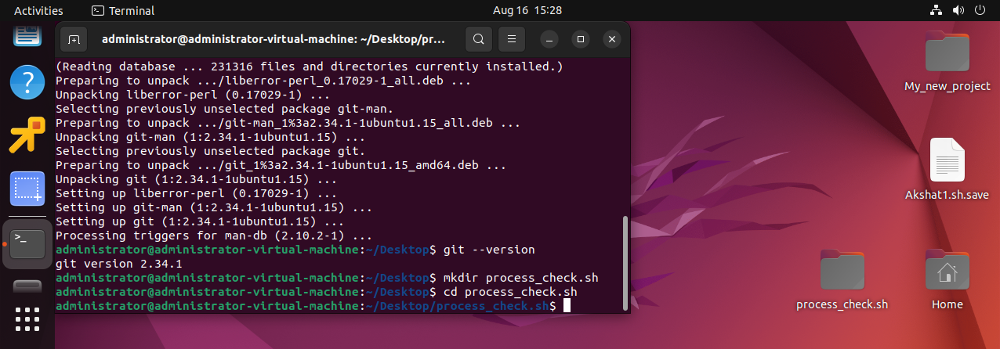 Activities
Terminal
Aug 16 15:28
administrator@administrator-virtual-machine: ~/Desktop/pr...
(Reading database ... 231316 files and directories currently installed.)
Preparing to unpack .../liberror-perl_0.17029-1_all.deb ...
Unpacking liberror-perl (0.17029-1) ...
Selecting previously unselected package git-man.
Preparing to unpack .../git-man_1%3a2.34.1-1ubuntu1.15_all.deb ...
Unpacking git-man (1:2.34.1-1ubuntu1.15) ...
Selecting previously unselected package git.
Preparing to unpack .../git_1%3a2.34.1-1ubuntu1.15_amd64.deb ...
Unpacking git (1:2.34.1-1ubuntu1.15) ...
Setting up liberror-perl (0.17029-1) ...
Setting up git-man (1:2.34.1-1ubuntu1.15) ...
Setting up git (1:2.34.1-1ubuntu1.15) ...
Processing triggers for man-db (2.10.2-1) ...
administrator@administrator-virtual-machine:~/Desktop$ git --version
git version 2.34.1
administrator@administrator-virtual-machine:~/Desktop$ mkdir process_check.sh
administrator@administrator-virtual-machine:~/Desktop$ cd process_check.sh
administrator@administrator-virtual-machine:~/Desktop/process_check.sh$
My_new_project
Akshat1.sh.save
process_check.sh
Home